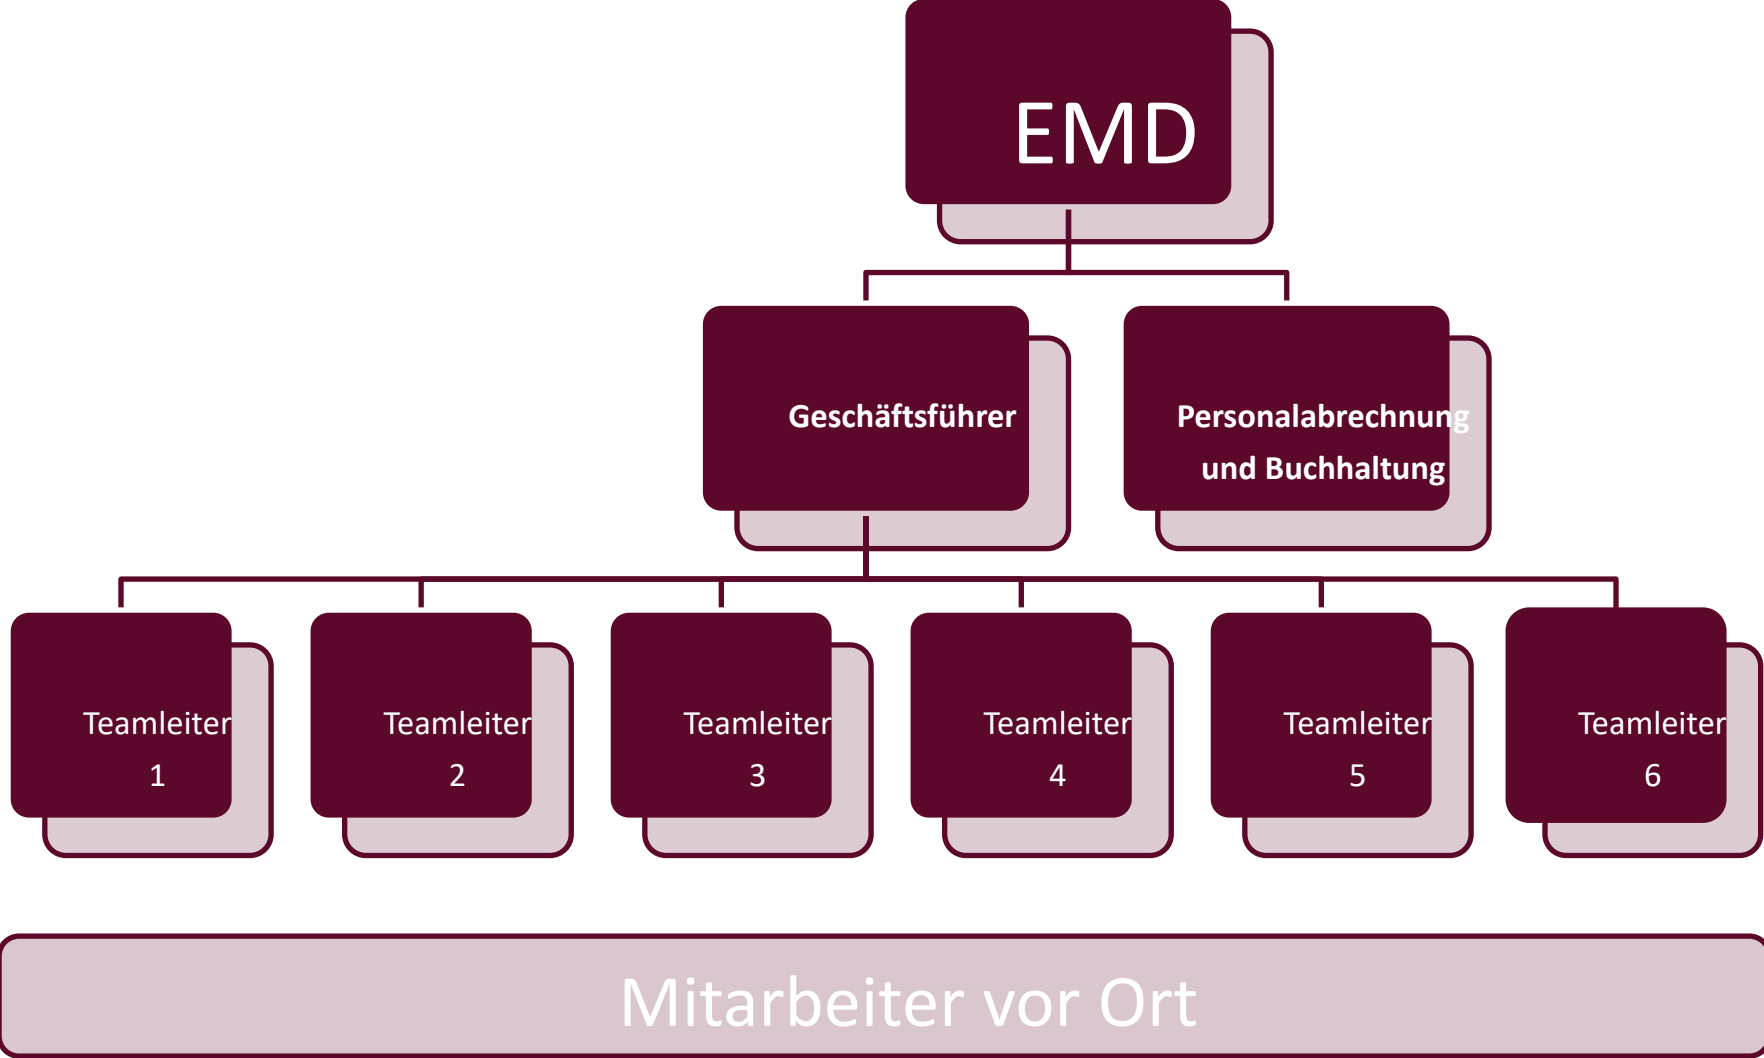 EMD
Geschäftsführer
Personalabrechnung
und Buchhaltung
Teamleiter
1
Teamleiter
2
Teamleiter
3
Teamleiter
4
Teamleiter
5
Teamleiter
6
Mitarbeiter vor Ort